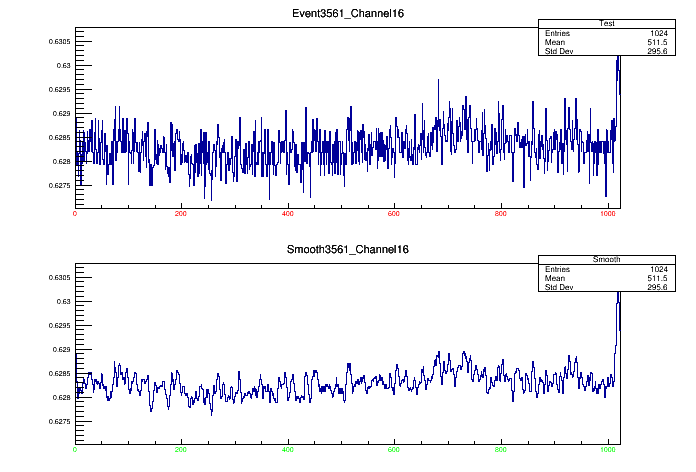 Event3561_Channel16
Test
Entries 1024
Mean 511.5
Std Dev 295.6
0.6305
0.63
0.6295
0.629
0.6285
0.628
0.6275
0 200 400 600 800 1000
Smooth3561_Channel16
Smooth
Entries 1024
Mean 511.5
Std Dev 295.6
0.6305
0.63
0.6295
0.629
0.6285
0.628
0.6275
0 200 400 600 800 1000